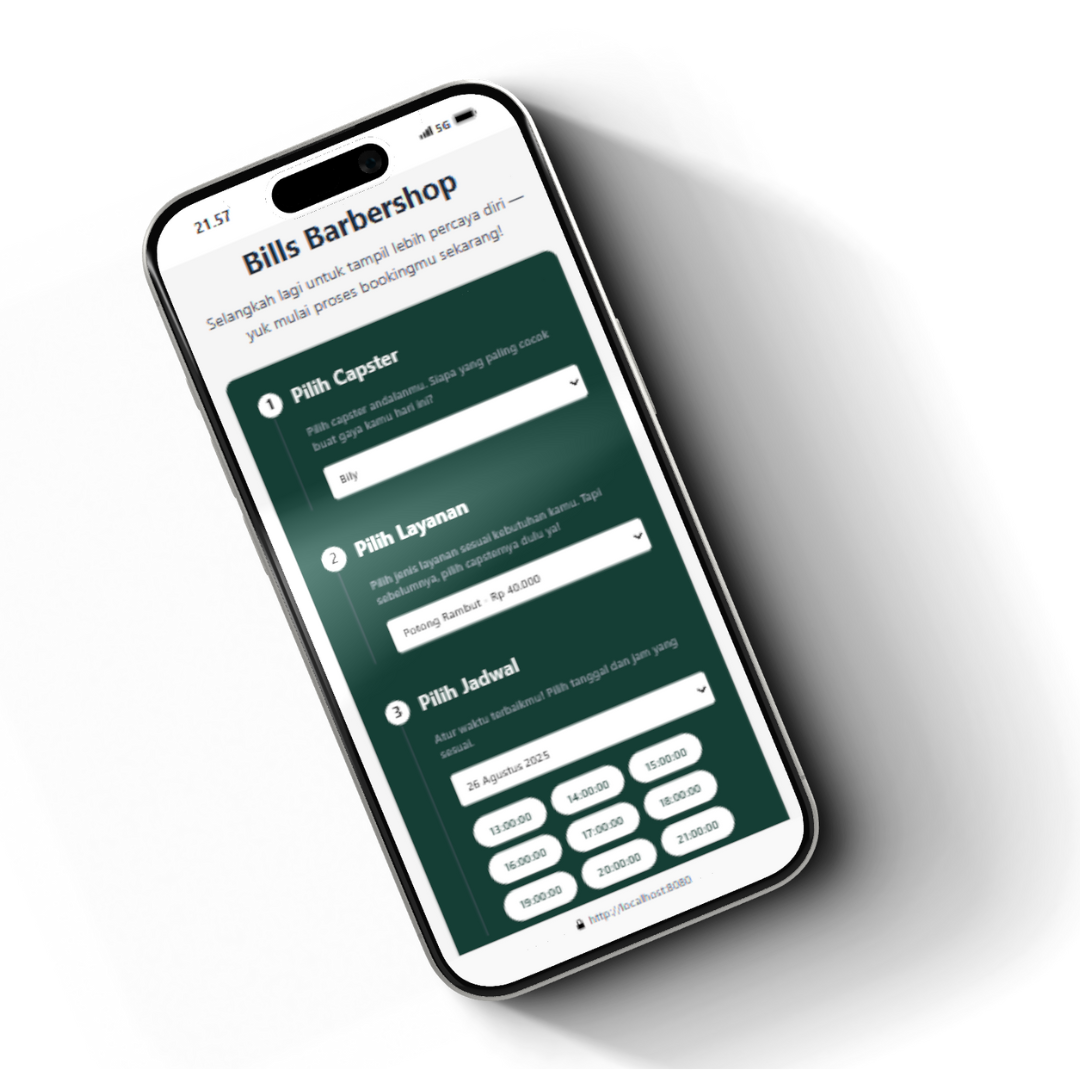 21.57
5G
Bills Barbershop
Selangkah lagi untuk tampil lebih percaya diri —
yuk mulai proses bookingmu sekarang!
1
Pilih Capster
Pilih capster andalanmu. Siapa yang paling cocok
buat gaya kamu hari ini?
Billy
2
Pilih Layanan
Pilih jenis layanan sesuai kebutuhan kamu. Tapi
sebelumnya, pilih capsternya dulu ya!
Potong Rambut - Rp 40.000
3
Pilih Jadwal
Atur waktu terbaikmu! Pilih tanggal dan jam yang
sesuai.
26 Agustus 2025
13:00:00 14:00:00 15:00:00
16:00:00 17:00:00 18:00:00
19:00:00 20:00:00 21:00:00
http://localhost:8080